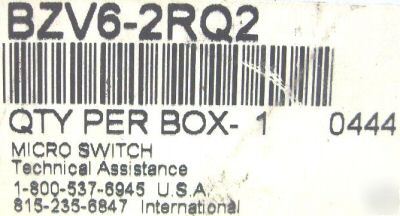 BZV6-2RQ2
QTY PER BOX- 1 0444
MICRO SWITCH
Technical Assistance
1-800-537-6945 U.S.A.
815-235-6847 International
ebay